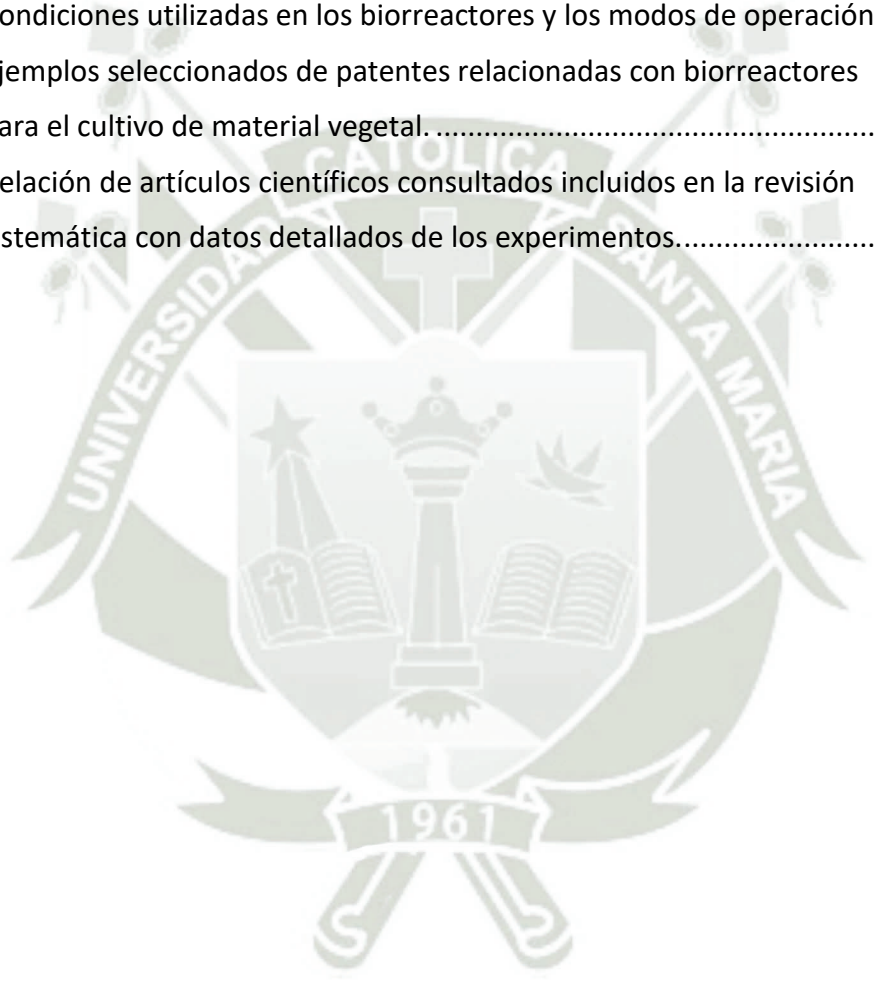 ondiciones utilizadas en los biorreactores y los modos de operación
jemplos seleccionados de patentes relacionadas con biorreactores
ara el cultivo de material vegetal. ................................................................
elación de artículos científicos consultados incluidos en la revisión
stemática con datos detallados de los experimentos............................
UNIVERSIDAD CATOLICA SANTA MARIA
1961